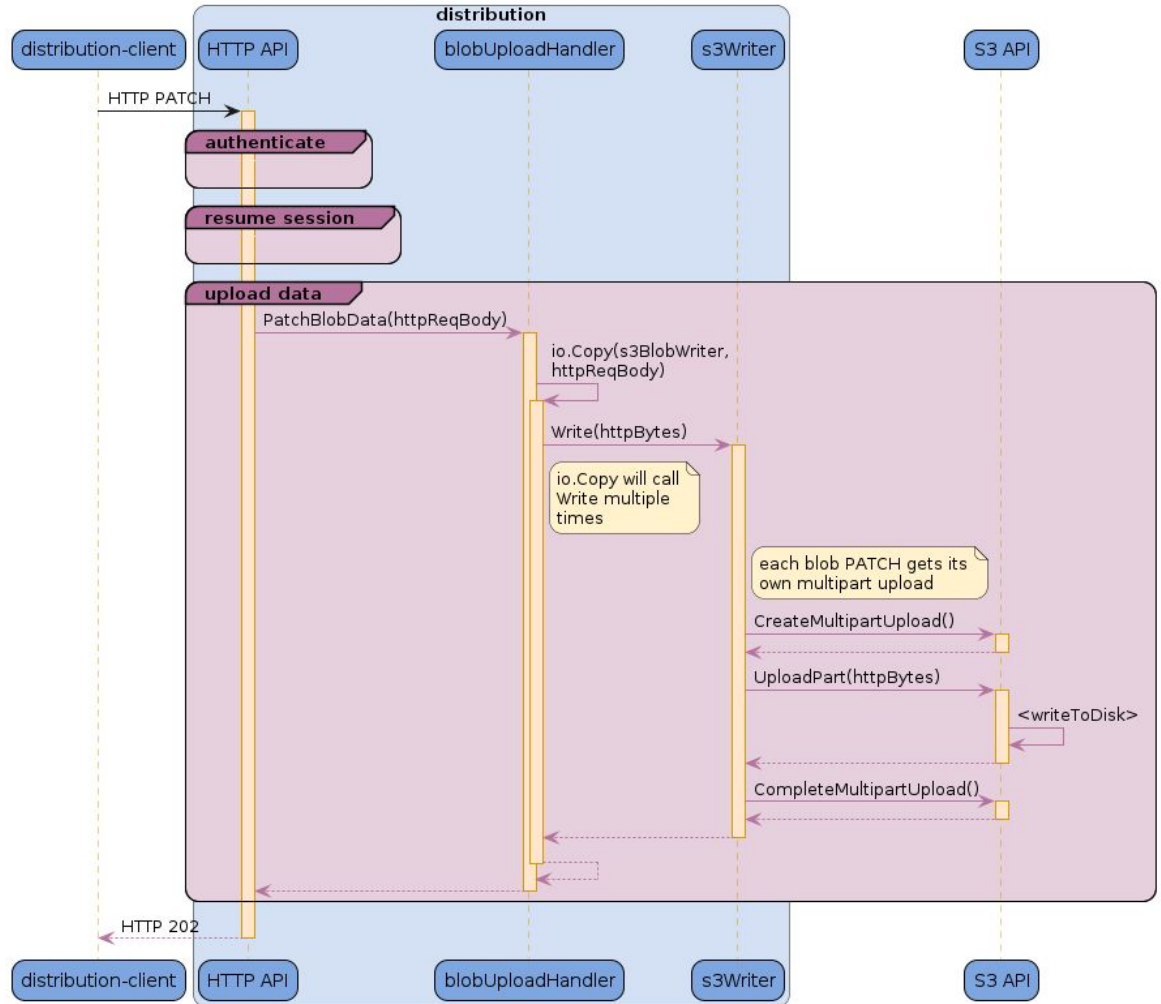 distribution
distribution-client
HTTP API
blobUploadHandler
s3Writer
S3 API
HTTP PATCH
authenticate
resume session
upload data
PatchBlobData(httpReqBody)
io.Copy(s3BlobWriter,
httpReqBody)
Write(httpBytes)
io.Copy will call
Write multiple
times
each blob PATCH gets its
own multipart upload
CreateMultipartUpload()
UploadPart(httpBytes)
<writeToDisk>
CompleteMultipartUpload()
HTTP 202
distribution-client
HTTP API
blobUploadHandler
s3Writer
S3 API